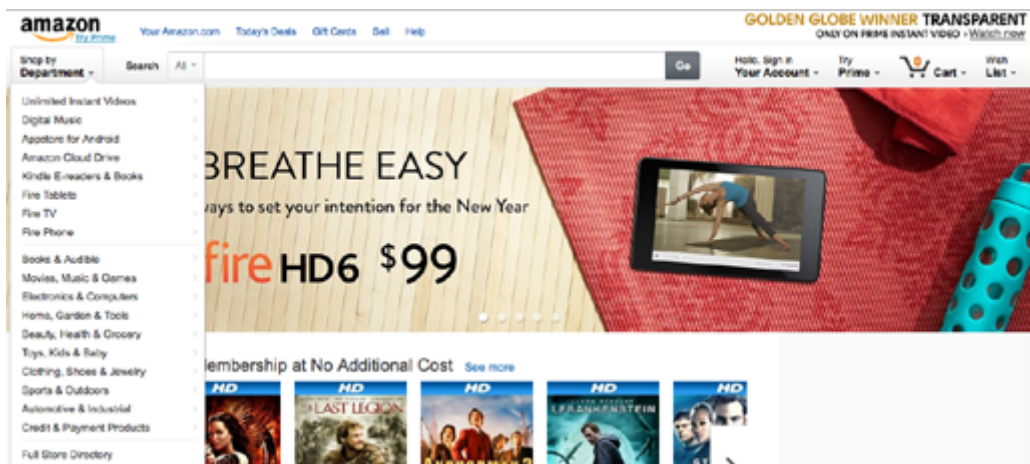 amazon
Try Prime
Your Amazon.com Today's Deals Gift Cards Sell Help
GOLDEN GLOBE WINNER TRANSPARENT
ONLY ON PRIME INSTANT VIDEO › Watch now
Shop by
Department
Search All
Go
Hello. Sign in
Your Account
Try
Prime
0
Cart
Wish
List
Unlimited Instant Videos
Digital Music
Appstore for Android
Amazon Cloud Drive
Kindle E-readers & Books
Fire Tablets
Fire TV
Fire Phone
Books & Audible
Movies, Music & Games
Electronics & Computers
Home, Garden & Tools
Beauty, Health & Grocery
Toys, Kids & Baby
Clothing, Shoes & Jewelry
Sports & Outdoors
Automotive & Industrial
Credit & Payment Products
Full Store Directory
BREATHE EASY
ways to set your intention for the New Year
fire HD6 $99
embership at No Additional Cost See more
HD HD HD HD HD
LAST LEGION
I, FRANKENSTEIN